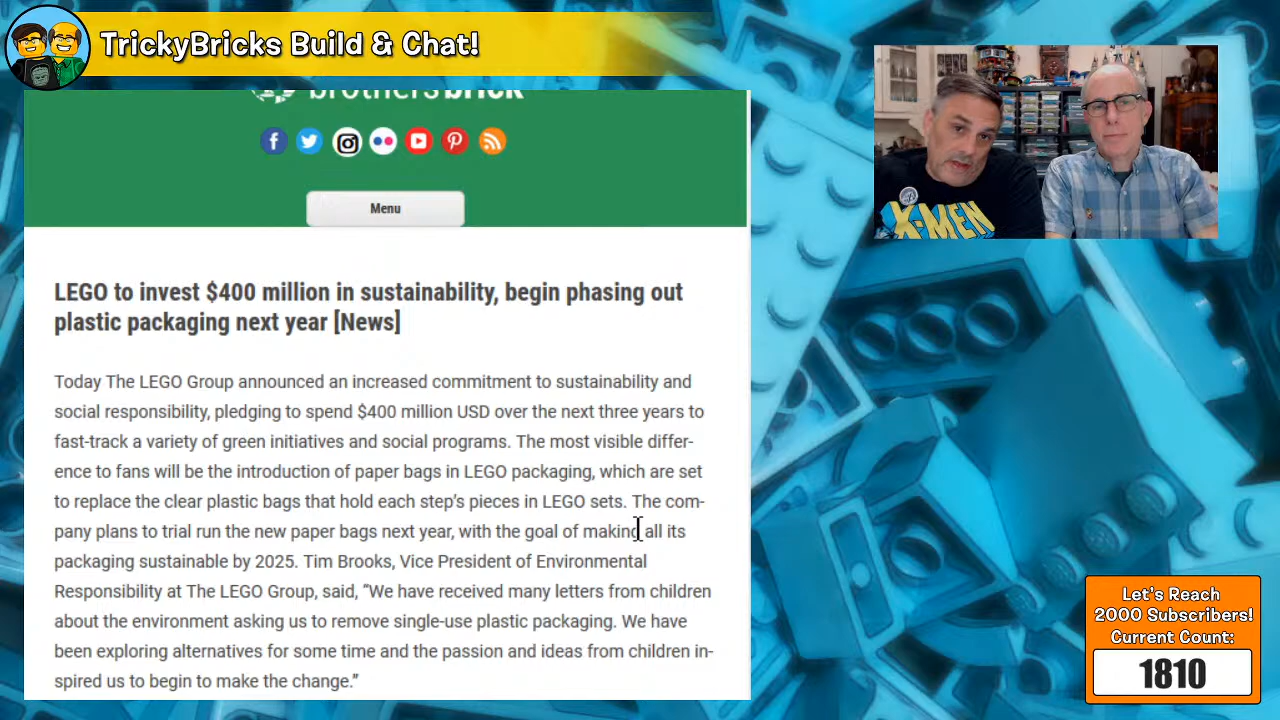 TrickyBricks Build & Chat!
brothers brick
Menu
LEGO to invest $400 million in sustainability, begin phasing out
plastic packaging next year [News]
Today The LEGO Group announced an increased commitment to sustainability and
social responsibility, pledging to spend $400 million USD over the next three years to
fast-track a variety of green initiatives and social programs. The most visible differ-
ence to fans will be the introduction of paper bags in LEGO packaging, which are set
to replace the clear plastic bags that hold each step's pieces in LEGO sets. The com-
pany plans to trial run the new paper bags next year, with the goal of making all its
packaging sustainable by 2025. Tim Brooks, Vice President of Environmental
Responsibility at The LEGO Group, said, “We have received many letters from children
about the environment asking us to remove single-use plastic packaging. We have
been exploring alternatives for some time and the passion and ideas from children in-
spired us to begin to make the change.”
X-MEN
Let's Reach
2000 Subscribers!
Current Count:
1810